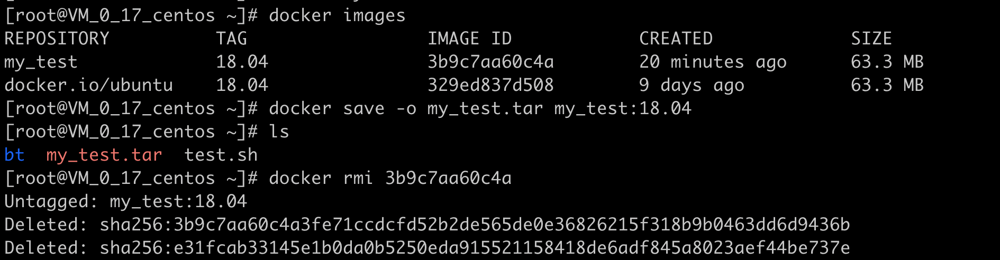 [root@VM_0_17_centos ~]# docker images
REPOSITORY TAG IMAGE ID CREATED SIZE
my_test 18.04 3b9c7aa60c4a 20 minutes ago 63.3 MB
docker.io/ubuntu 18.04 329ed837d508 9 days ago 63.3 MB
[root@VM_0_17_centos ~]# docker save -o my_test.tar my_test:18.04
[root@VM_0_17_centos ~]# ls
bt my_test.tar test.sh
[root@VM_0_17_centos ~]# docker rmi 3b9c7aa60c4a
Untagged: my_test:18.04
Deleted: sha256:3b9c7aa60c4a3fe71ccdcfd52b2de565de0e36826215f318b9b0463dd6d9436b
Deleted: sha256:e31fcab33145e1b0da0b5250eda915521158418de6adf845a8023aef44be737e